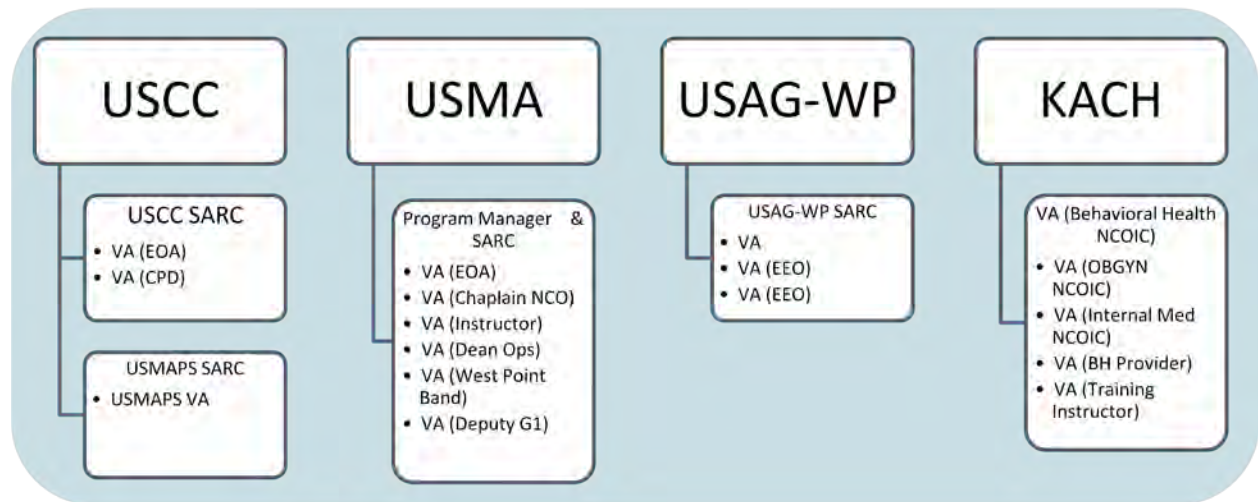 USCC
USCC SARC
• VA (EOA)
• VA (CPD)
USMAPS SARC
• USMAPS VA
USMA
Program Manager &
SARC
• VA (EOA)
• VA (Chaplain NCO)
• VA (Instructor)
• VA (Dean Ops)
• VA (West Point
Band)
• VA (Deputy G1)
USAG-WP
USAG-WP SARC
• VA
• VA (EEO)
• VA (EEO)
KACH
VA (Behavioral Health
NCOIC)
• VA (OBGYN
NCOIC)
• VA (Internal Med
NCOIC)
• VA (BH Provider)
• VA (Training
Instructor)